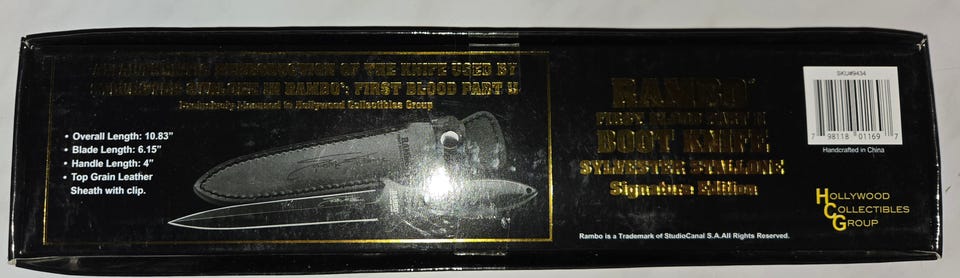 REPRODUCTION OF THE KNIFE USED BY
STALLONE IN RAMBO: FIRST BLOOD PART II
Exclusively Licensed to Hollywood Collectibles Group
• Overall Length: 10.83”
• Blade Length: 6.15”
• Handle Length: 4”
• Top Grain Leather
Sheath with clip.
RAMBO
RAMBO™
FIRST BLOOD PART II
BOOT KNIFE
SYLVESTER STALLONE
Signature Edition
Rambo is a Trademark of StudioCanal S.A.All Rights Reserved.
SKU#9434
7 98118 01169 7
Handcrafted in China
HOLLYWOOD
COLLECTIBLES
GROUP